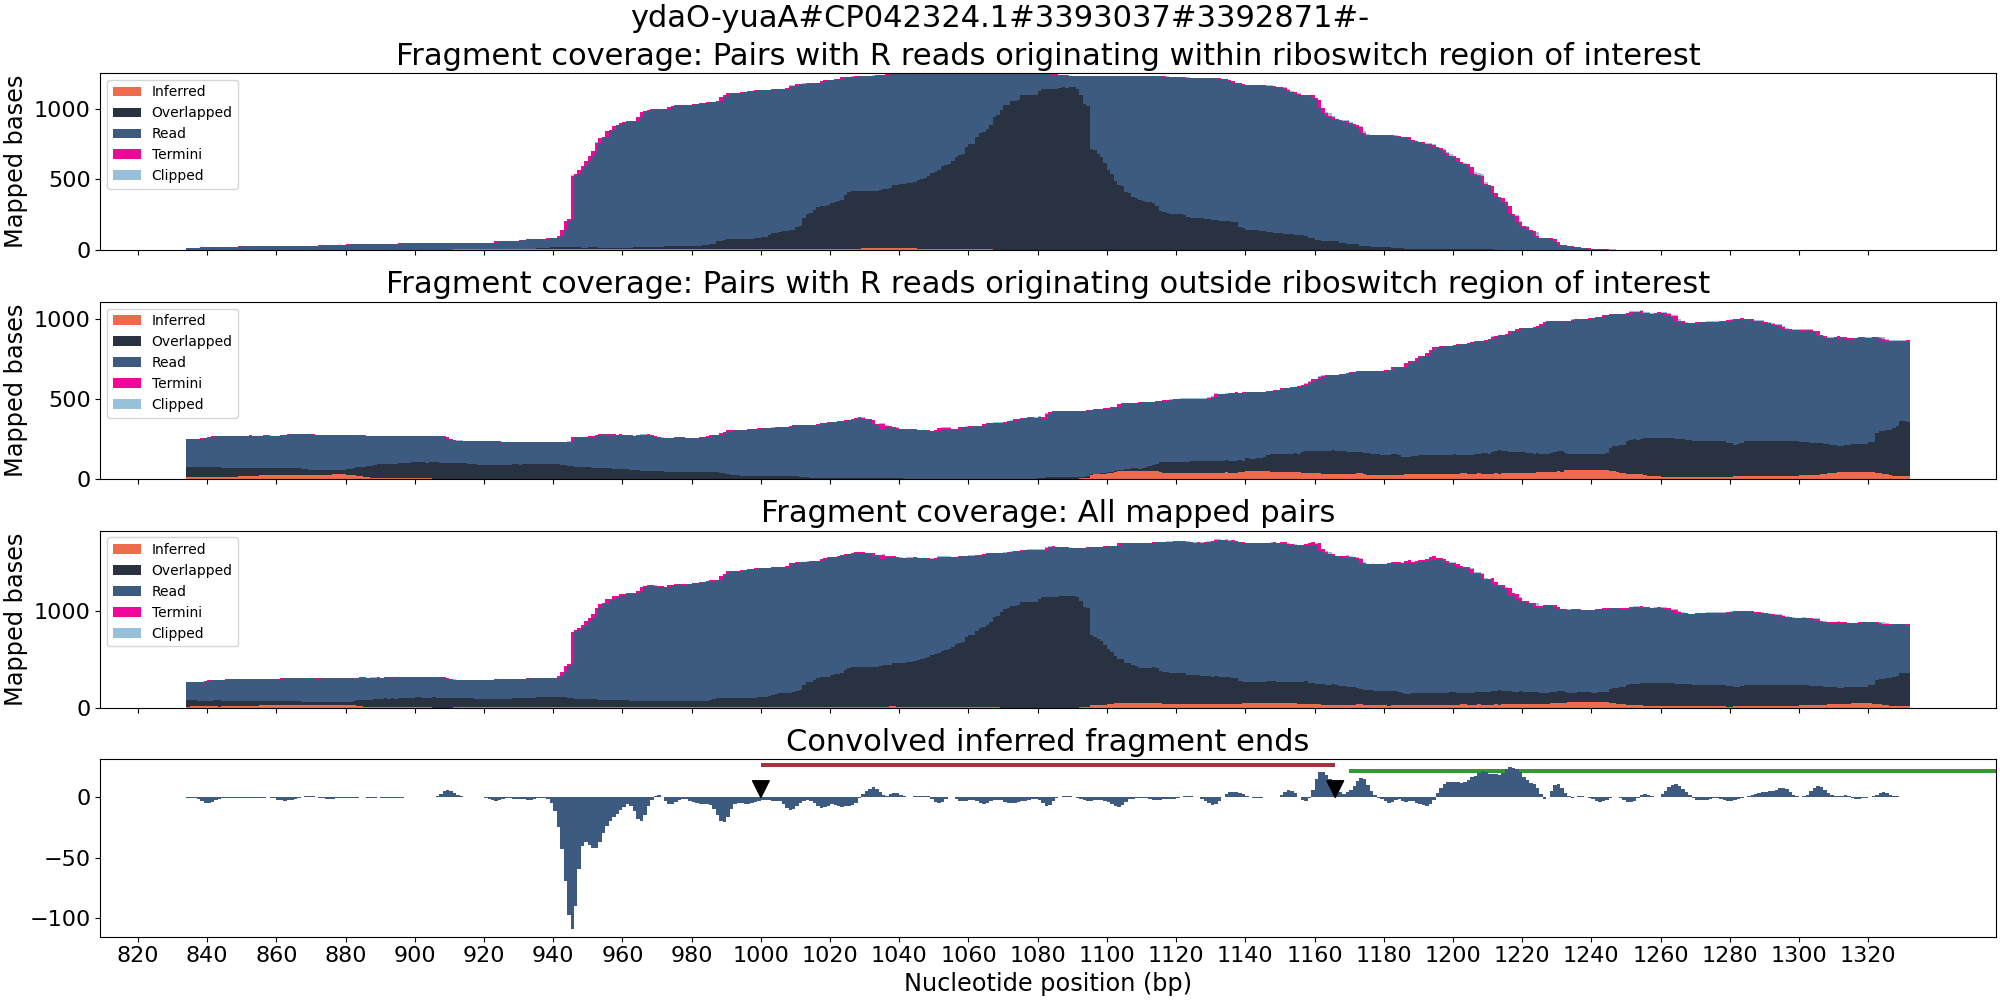 ydaO-yuaA#CP042324.1#3393037#3392871#-
Fragment coverage: Pairs with R reads originating within riboswitch region of interest
Mapped bases
1000
500
0
Inferred
Overlapped
Read
Termini
Clipped
Fragment coverage: Pairs with R reads originating outside riboswitch region of interest
Mapped bases
1000
500
0
Inferred
Overlapped
Read
Termini
Clipped
Fragment coverage: All mapped pairs
Mapped bases
1000
0
Inferred
Overlapped
Read
Termini
Clipped
Convolved inferred fragment ends
0
−50
−100
820 840 860 880 900 920 940 960 980 1000 1020 1040 1060 1080 1100 1120 1140 1160 1180 1200 1220 1240 1260 1280 1300 1320
Nucleotide position (bp)